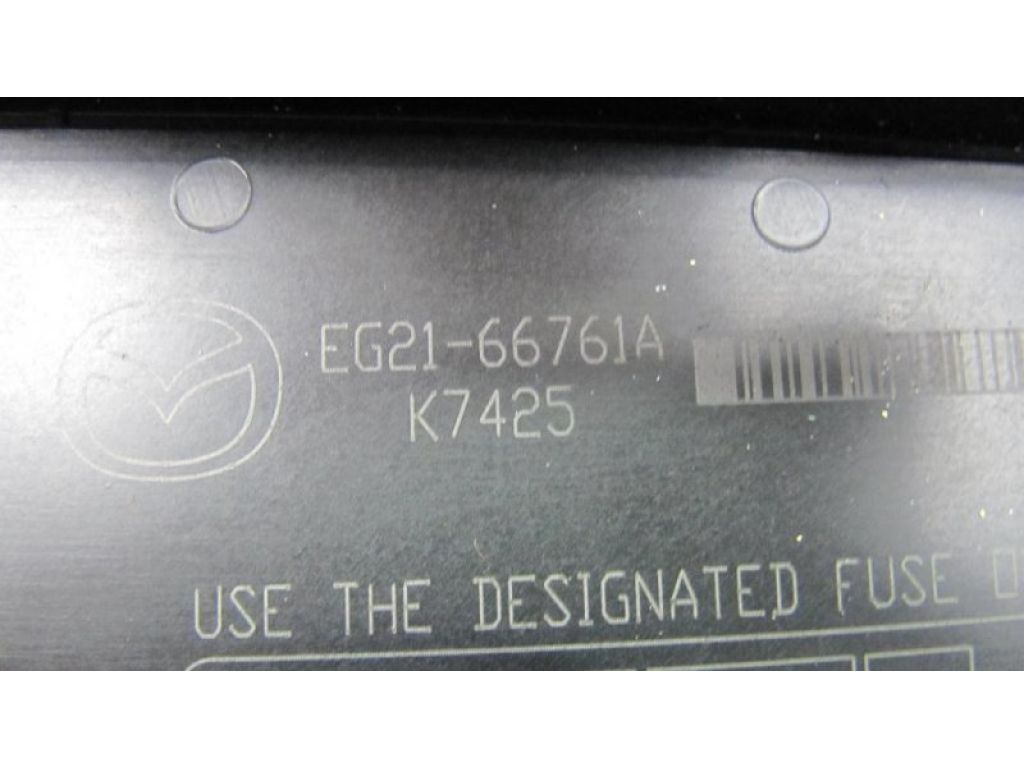 EG21-66761A
K7425
USE THE DESIGNATED FUSE O